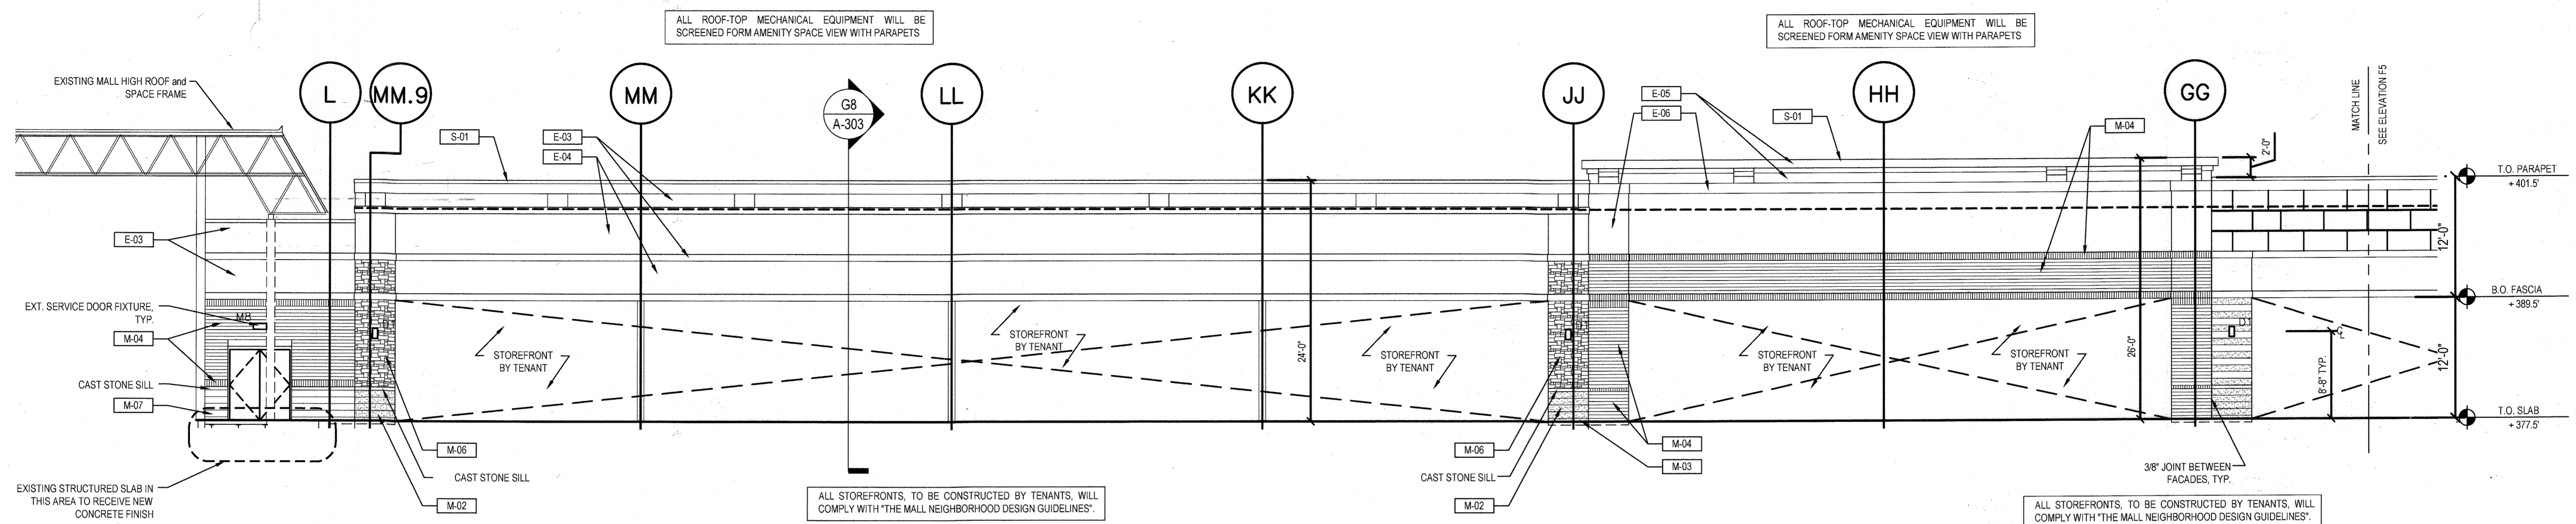 ALL ROOF-TOP MECHANICAL EQUIPMENT WILL BE
SCREENED FORM AMENITY SPACE VIEW WITH PARAPETS
ALL ROOF-TOP MECHANICAL EQUIPMENT WILL BE
SCREENED FORM AMENITY SPACE VIEW WITH PARAPETS
EXISTING MALL HIGH ROOF and
SPACE FRAME
L
MM.9
MM
G8
A-303
LL
KK
JJ
HH
GG
MATCH LINE
SEE ELEVATION F5
S-01
E-03
E-04
E-05
E-06
S-01
M-04
2'-0"
T.O. PARAPET
+ 401.5'
E-03
12'-0"
EXT. SERVICE DOOR FIXTURE,
TYP.
M8
M-04
CAST STONE SILL
M-07
D1
STOREFRONT
BY TENANT
STOREFRONT
BY TENANT
24'-0"
STOREFRONT
BY TENANT
D1
STOREFRONT
BY TENANT
STOREFRONT
BY TENANT
26'-0"
D1
8'-8" TYP.
CL
B.O. FASCIA
+ 389.5'
12'-0"
T.O. SLAB
+ 377.5'
M-06
CAST STONE SILL
M-02
M-06
CAST STONE SILL
M-02
M-04
M-03
3/8" JOINT BETWEEN
FACADES, TYP.
EXISTING STRUCTURED SLAB IN
THIS AREA TO RECEIVE NEW
CONCRETE FINISH
ALL STOREFRONTS, TO BE CONSTRUCTED BY TENANTS, WILL
COMPLY WITH "THE MALL NEIGHBORHOOD DESIGN GUIDELINES".
ALL STOREFRONTS, TO BE CONSTRUCTED BY TENANTS, WILL
COMPLY WITH "THE MALL NEIGHBORHOOD DESIGN GUIDELINES".